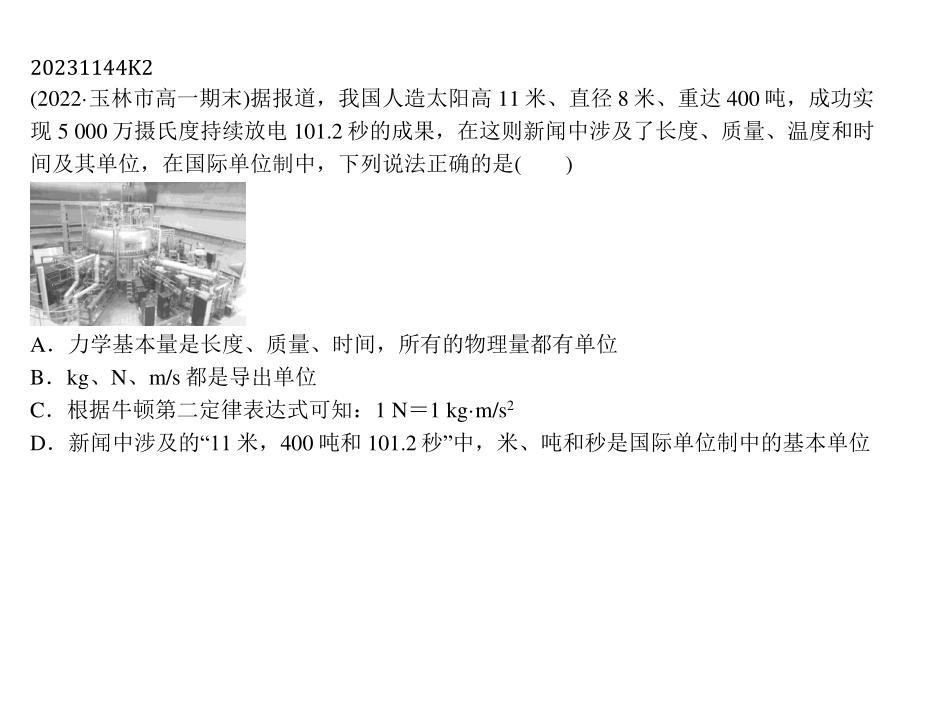 20231144K2
(2022·玉林市高一期末)据报道，我国人造太阳高 11 米、直径 8 米、重达 400 吨，成功实
现 5 000 万摄氏度持续放电 101.2 秒的成果，在这则新闻中涉及了长度、质量、温度和时
间及其单位，在国际单位制中，下列说法正确的是(　　)
A．力学基本量是长度、质量、时间，所有的物理量都有单位
B．kg、N、m/s 都是导出单位
C．根据牛顿第二定律表达式可知：1 N＝1 kg·m/s²
D．新闻中涉及的“11 米，400 吨和 101.2 秒”中，米、吨和秒是国际单位制中的基本单位